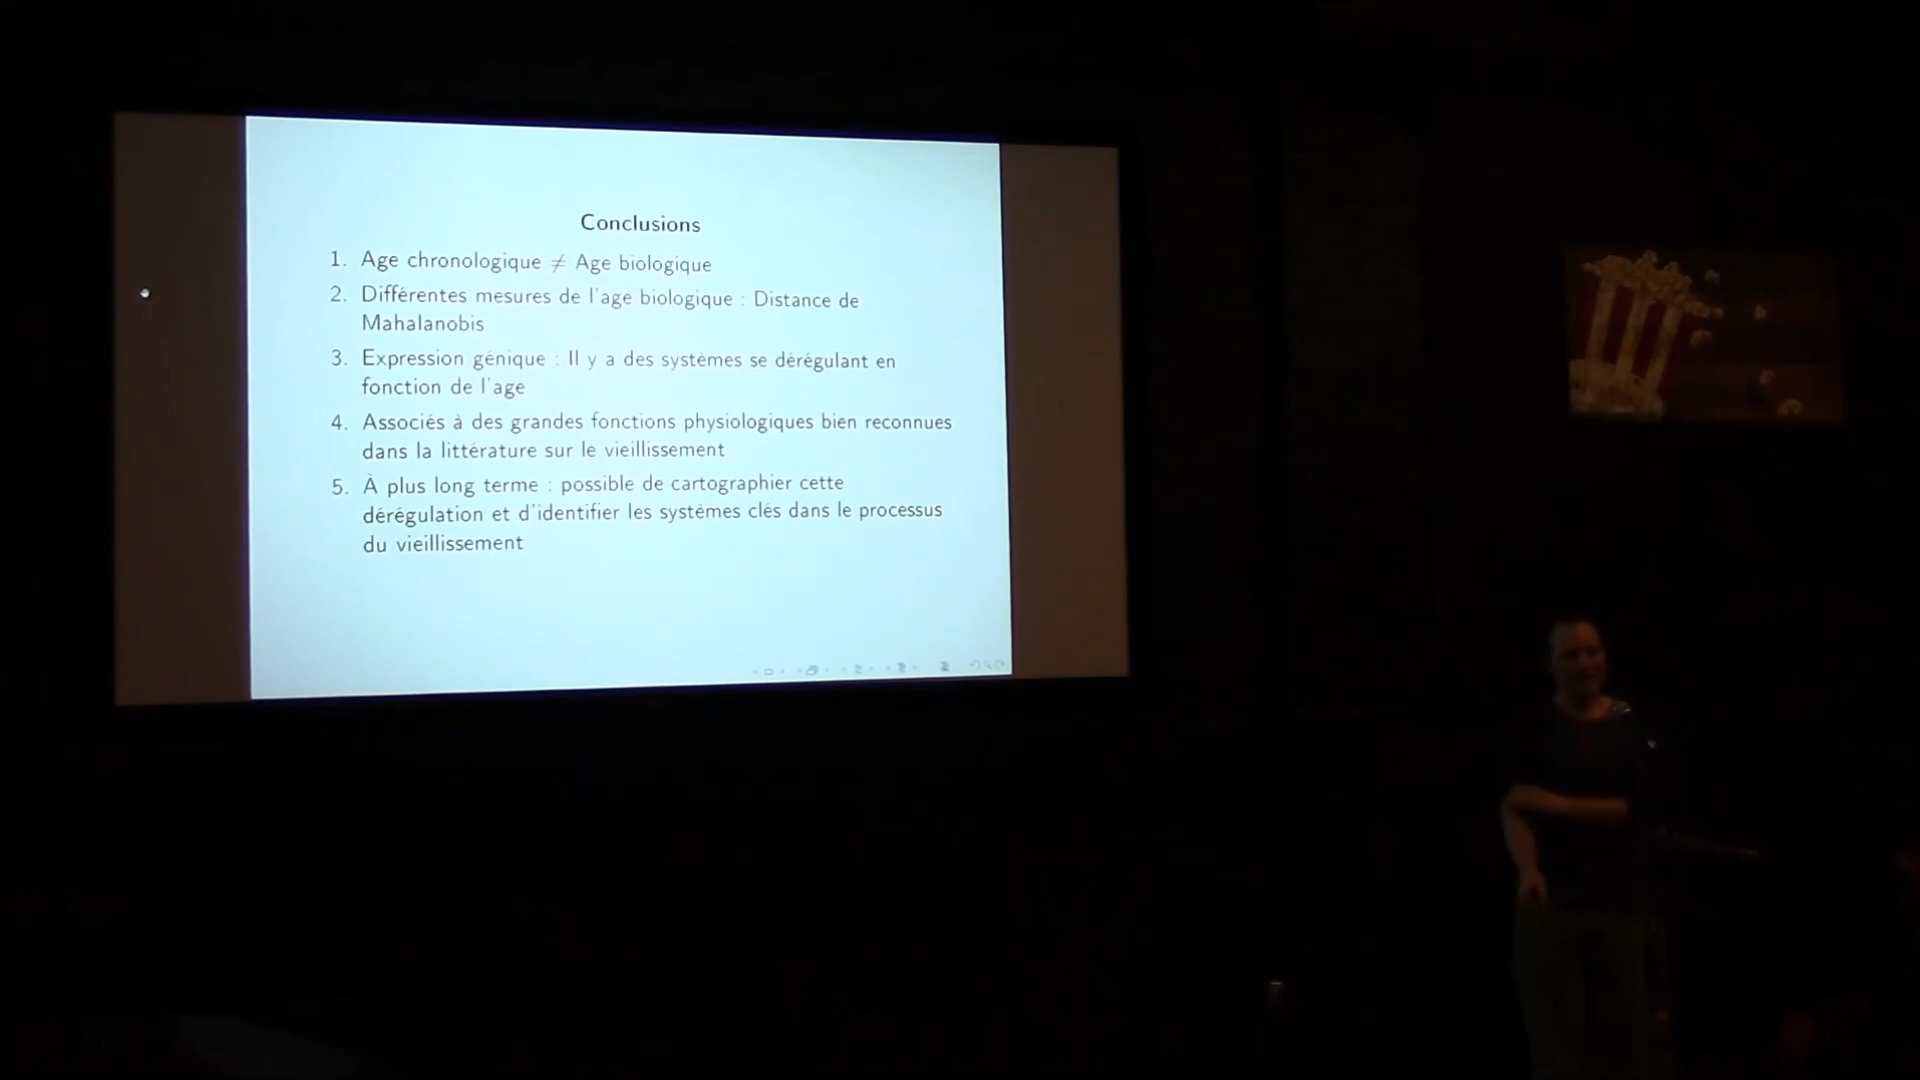 Conclusions
1. Age chronologique ≠ Age biologique
2. Différentes mesures de l'age biologique : Distance de
Mahalanobis
3. Expression génique : Il y a des systèmes se dérégulant en
fonction de l'age
4. Associés à des grandes fonctions physiologiques bien reconnues
dans la littérature sur le vieillissement
5. À plus long terme : possible de cartographier cette
dérégulation et d'identifier les systèmes clés dans le processus
du vieillissement